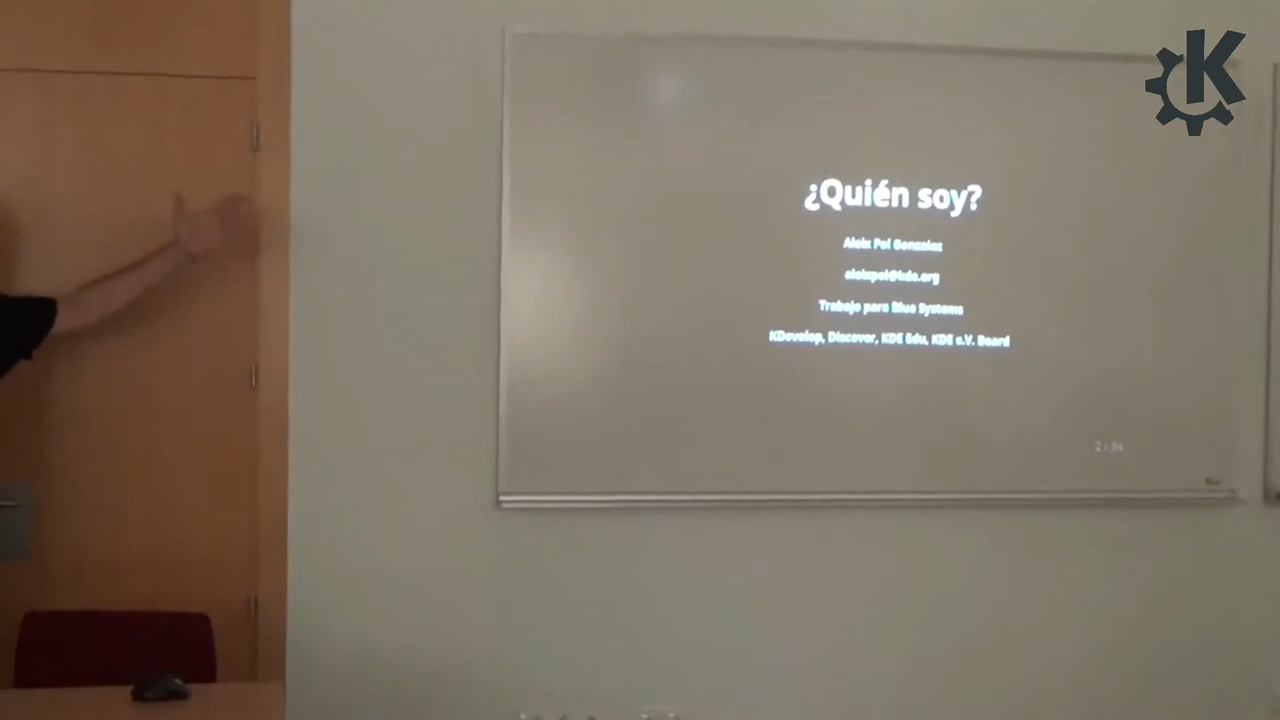 ¿Quién soy?
Aleix Pol Gonzalez
aleixpol@kde.org
Trabajo para Blue Systems
KDevelop, Discover, KDE Edu, KDE e.V. Board
K